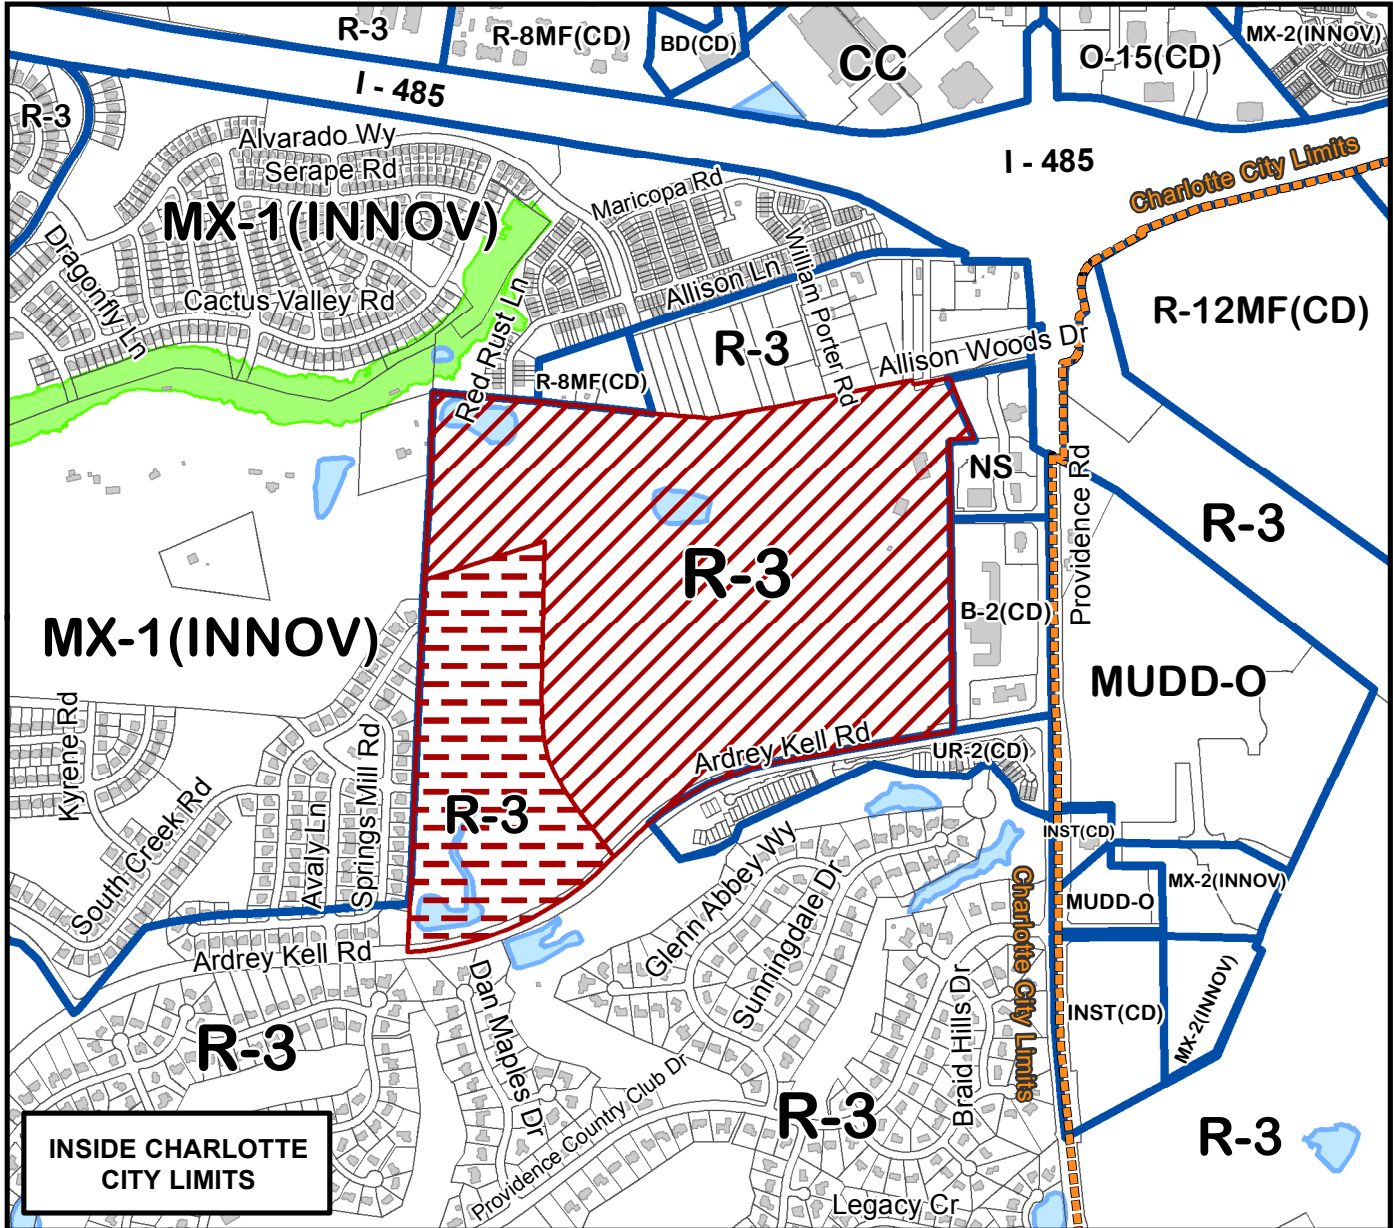 R-3
R-8MF(CD)
BD(CD)
CC
O-15(CD)
MX-2(INNOV)
I - 485
R-3
Alvarado Wy
Serape Rd
I - 485
Charlotte City Limits
MX-1(INNOV)
Maricopa Rd
Dragonfly Ln
Cactus Valley Rd
Red Rust Ln
Allison Ln
William Porter Rd
R-12MF(CD)
R-3
Allison Woods Dr
R-8MF(CD)
NS
Providence Rd
R-3
R-3
B-2(CD)
MX-1(INNOV)
MUDD-O
Kyrene Rd
South Creek Rd
Avaly Ln
Springs Mill Rd
R-3
Ardrey Kell Rd
UR-2(CD)
INST(CD)
MX-2(INNOV)
MUDD-O
Glenn Abbey Wy
Sunningdale Dr
Charlotte City Limits
Ardrey Kell Rd
Dan Maples Dr
Braid Hills Dr
INST(CD)
MX-2(INNOV)
R-3
Providence Country Club Dr
R-3
R-3
INSIDE CHARLOTTE
CITY LIMITS
Legacy Cr